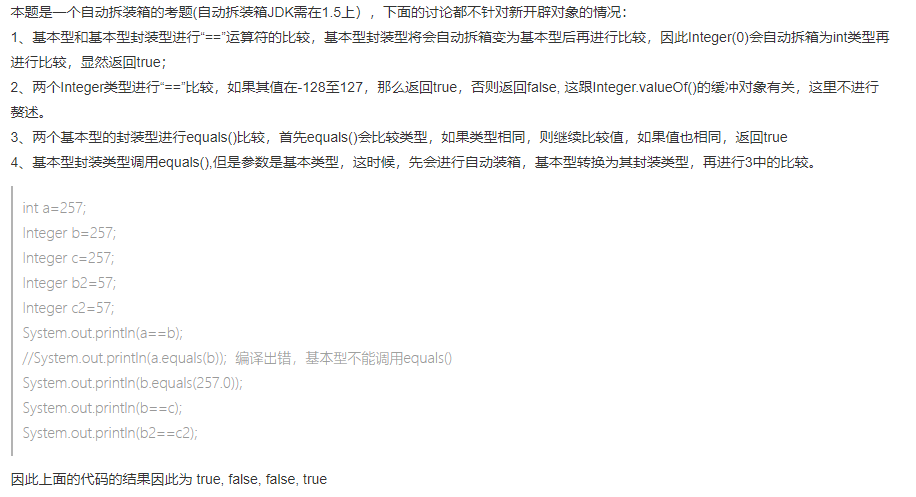 本题是一个自动拆装箱的考题(自动拆装箱JDK需在1.5上），下面的讨论都不针对新开辟对象的情况：
1、基本型和基本型封装型进行“==”运算符的比较，基本型封装型将会自动拆箱变为基本型后再进行比较，因此Integer(0)会自动拆箱为int类型再
进行比较，显然返回true；
2、两个Integer类型进行“==”比较，如果其值在-128至127，那么返回true，否则返回false, 这跟Integer.valueOf()的缓冲对象有关，这里不进行
赘述。
3、两个基本型的封装型进行equals()比较，首先equals()会比较类型，如果类型相同，则继续比较值，如果值也相同，返回true
4、基本型封装类型调用equals(),但是参数是基本类型，这时候，先会进行自动装箱，基本型转换为其封装类型，再进行3中的比较。
int a=257;
Integer b=257;
Integer c=257;
Integer b2=57;
Integer c2=57;
System.out.println(a==b);
//System.out.println(a.equals(b)); 编译出错，基本型不能调用equals()
System.out.println(b.equals(257.0));
System.out.println(b==c);
System.out.println(b2==c2);
因此上面的代码的结果因此为 true, false, false, true